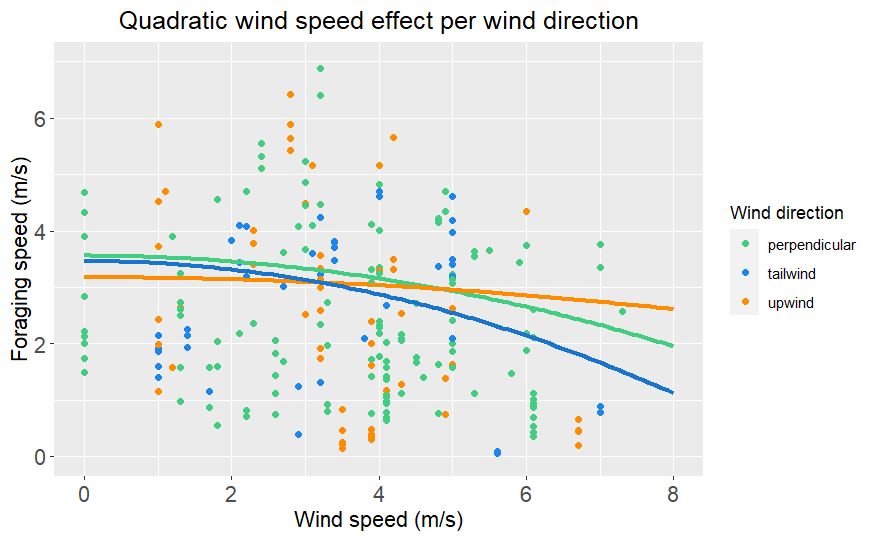 Quadratic wind speed effect per wind direction
Foraging speed (m/s)
6
4
2
0
0 2 4 6 8
Wind speed (m/s)
Wind direction
perpendicular
tailwind
upwind